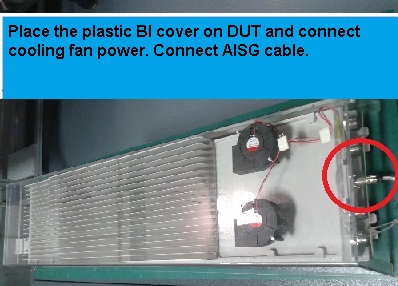 Place the plastic BI cover on DUT and connect
cooling fan power. Connect AISG cable.